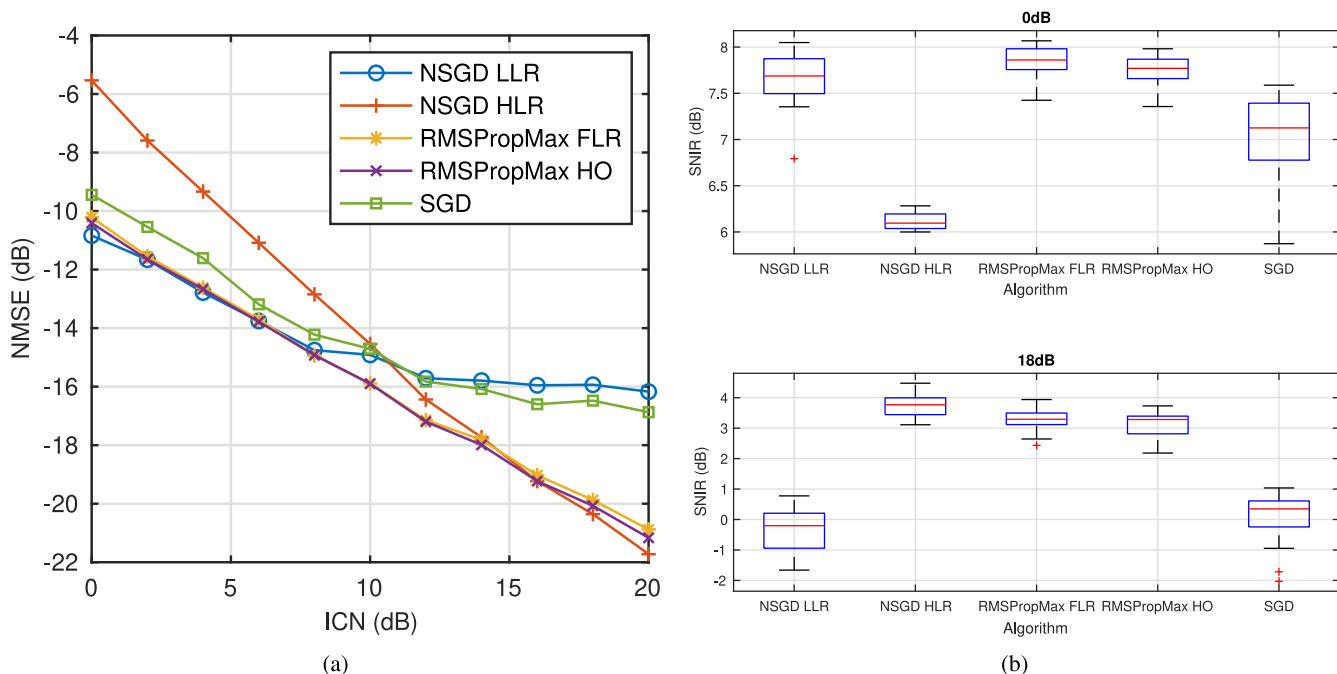 -4
-6
-8
-10
-12
-14
-16
-18
-20
-22
NMSE (dB)
0
5
10
15
20
ICN (dB)
NSGD LLR
NSGD HLR
RMSPropMax FLR
RMSPropMax HO
SGD
(a)
0dB
8
7.5
7
6.5
6
SNIR (dB)
NSGD LLR
NSGD HLR
RMSPropMax FLR
RMSPropMax HO
SGD
Algorithm
18dB
4
3
2
1
0
-1
-2
SNIR (dB)
NSGD LLR
NSGD HLR
RMSPropMax FLR
RMSPropMax HO
SGD
Algorithm
(b)